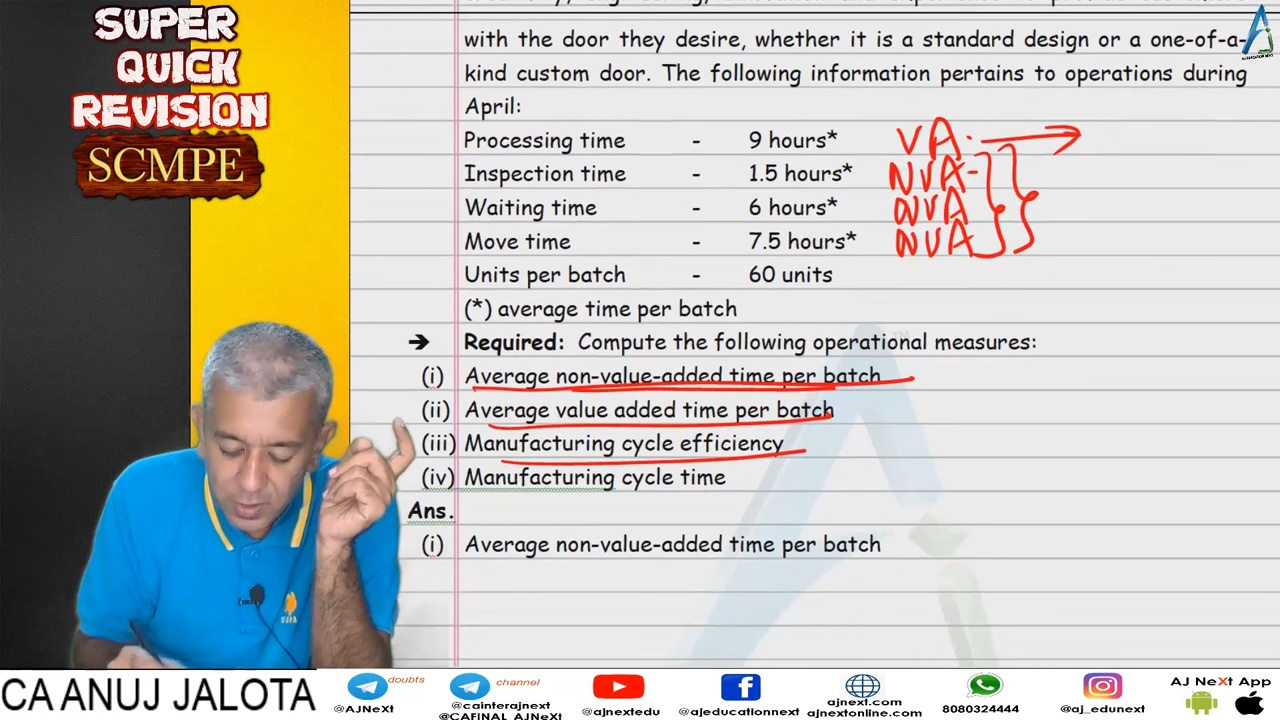 SUPER
QUICK
REVISION
SCMPE
with the door they desire, whether it is a standard design or a one-of-a-
kind custom door. The following information pertains to operations during
April:
Processing time - 9 hours* VA.
Inspection time - 1.5 hours* NVA-
Waiting time - 6 hours* NVA
Move time - 7.5 hours* NVA
Units per batch - 60 units
(*) average time per batch
→ Required: Compute the following operational measures:
(i) Average non-value-added time per batch
(ii) Average value added time per batch
(iii) Manufacturing cycle efficiency
(iv) Manufacturing cycle time
Ans.
(i) Average non-value-added time per batch
CA ANUJ JALOTA
doubts
@AJNeXt
channel
@cainterajnext
@CAFINAL_AJNeXt
@ajnextedu
@ajeducationnext
ajnext.com
ajnextonline.com
8080324444
@aj_edunext
AJ NeXt App